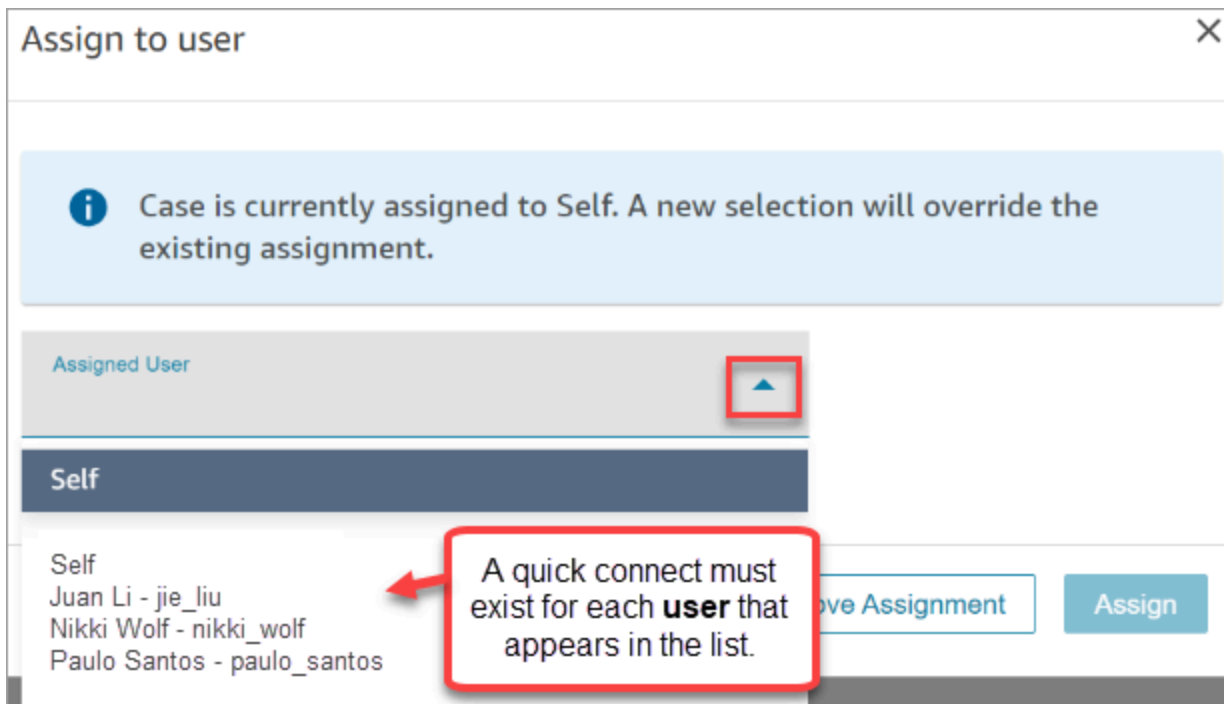 Assign to user
Case is currently assigned to Self. A new selection will override the
existing assignment.
Assigned User
Self
Self
Juan Li - jie_liu
Nikki Wolf - nikki_wolf
Paulo Santos - paulo_santos
A quick connect must
exist for each user that
appears in the list.
ove Assignment
Assign